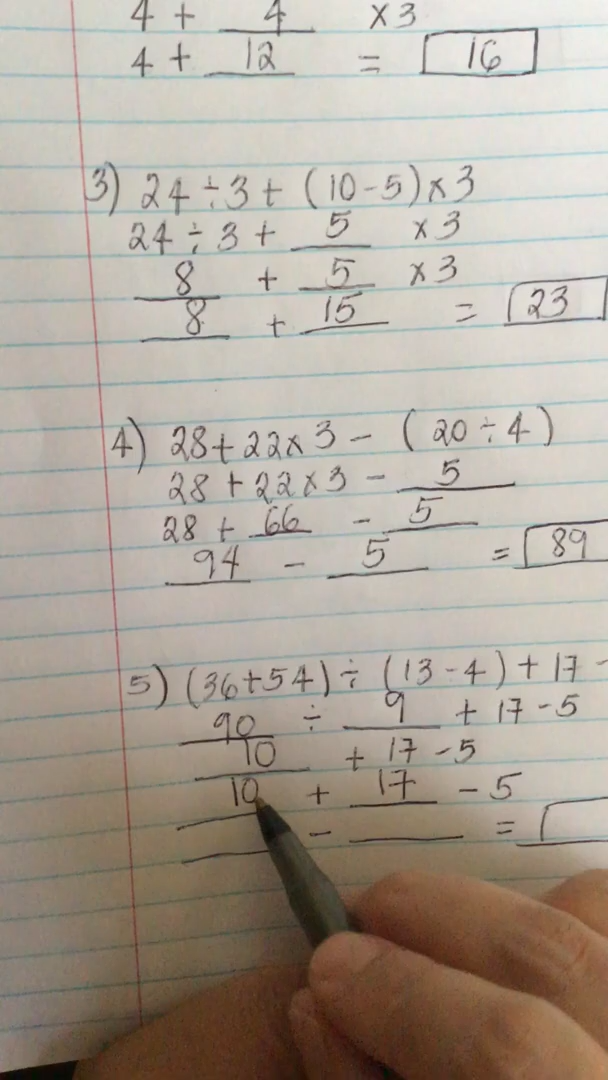 4 + 4 ×3
4 + 12 = 16
3) 24 ÷ 3 + (10 - 5) × 3
24 ÷ 3 + 5 × 3
8 + 5 × 3
8 + 15 = 23
4) 28 + 22 × 3 - (20 ÷ 4)
28 + 22 × 3 - 5
28 + 66 - 5
94 - 5 = 89
5) (36 + 54) ÷ (13 - 4) + 17 -
90 ÷ 9 + 17 - 5
10 + 17 - 5
10 + 17 - 5
- =